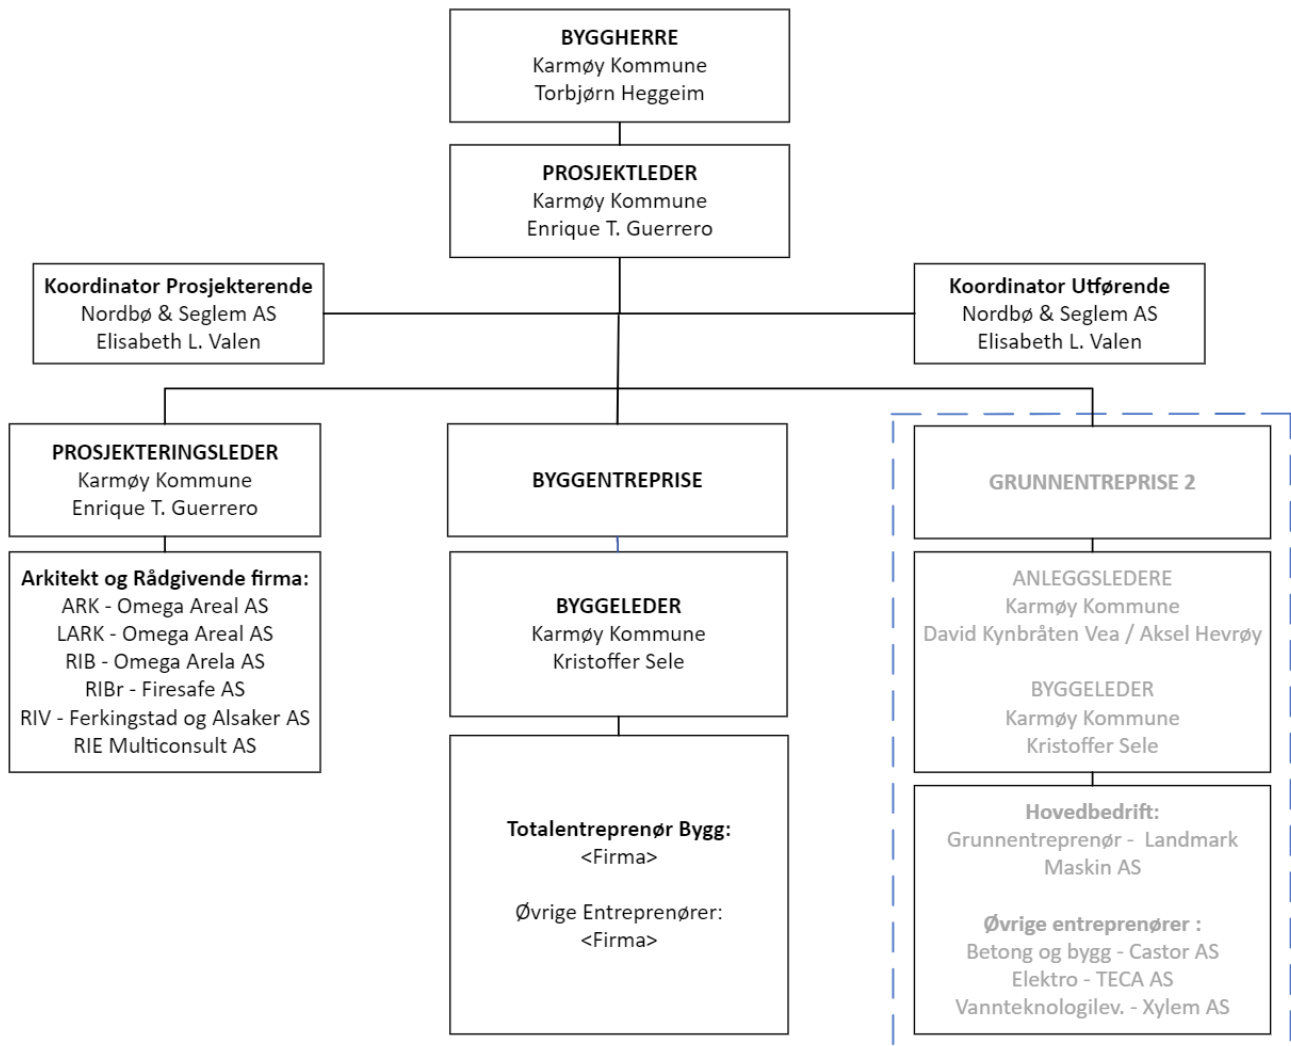 BYGGHERRE
Karmøy Kommune
Torbjørn Heggeim
PROSJEKTLEDER
Karmøy Kommune
Enrique T. Guerrero
Koordinator Prosjekterende
Nordbø & Seglem AS
Elisabeth L. Valen
Koordinator Utførende
Nordbø & Seglem AS
Elisabeth L. Valen
PROSJEKTERINGSLEDER
Karmøy Kommune
Enrique T. Guerrero
Arkitekt og Rådgivende firma:
ARK - Omega Areal AS
LARK - Omega Areal AS
RIB - Omega Arela AS
RIBr - Firesafe AS
RIV - Ferkingstad og Alsaker AS
RIE Multiconsult AS
BYGGENTREPRISE
BYGGELEDER
Karmøy Kommune
Kristoffer Sele
Totalentreprenør Bygg:
<Firma>
Øvrige Entreprenører:
<Firma>
GRUNNENTREPRISE 2
ANLEGGSLEDERE
Karmøy Kommune
David Kynbråten Vea / Aksel Hevrøy
BYGGELEDER
Karmøy Kommune
Kristoffer Sele
Hovedbedrift:
Grunnentreprenør - Landmark
Maskin AS
Øvrige entreprenører :
Betong og bygg - Castor AS
Elektro - TECA AS
Vannteknologilev. - Xylem AS